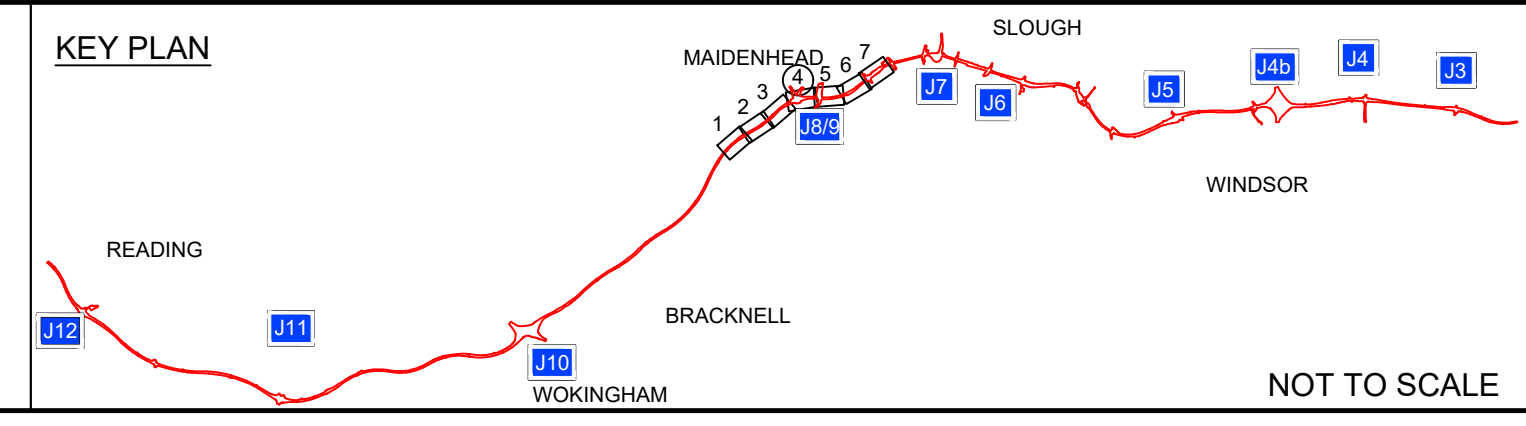 KEY PLAN
SLOUGH
MAIDENHEAD
1
2
3
4
5
6
7
J8/9
J7
J6
J5
J4b
J4
J3
WINDSOR
READING
J12
J11
J10
BRACKNELL
WOKINGHAM
NOT TO SCALE